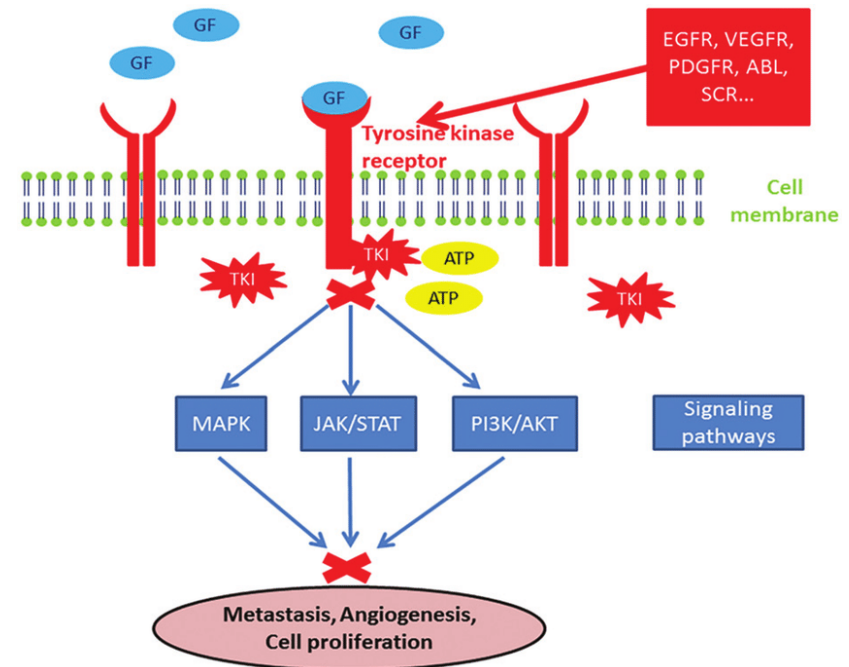 GF
GF
GF
EGFR, VEGFR,
PDGFR, ABL,
SCR...
GF
Tyrosine kinase
receptor
Cell
membrane
TKI
TKI
ATP
ATP
TKI
MAPK
JAK/STAT
PI3K/AKT
Signaling
pathways
Metastasis, Angiogenesis,
Cell proliferation